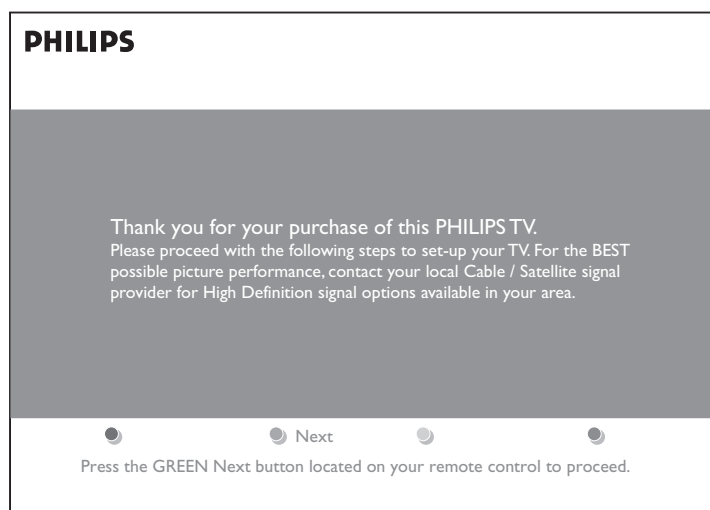 PHILIPS
Thank you for your purchase of this PHILIPS TV.
Please proceed with the following steps to set-up your TV. For the BEST
possible picture performance, contact your local Cable / Satellite signal
provider for High Definition signal options available in your area.
Next
Press the GREEN Next button located on your remote control to proceed.